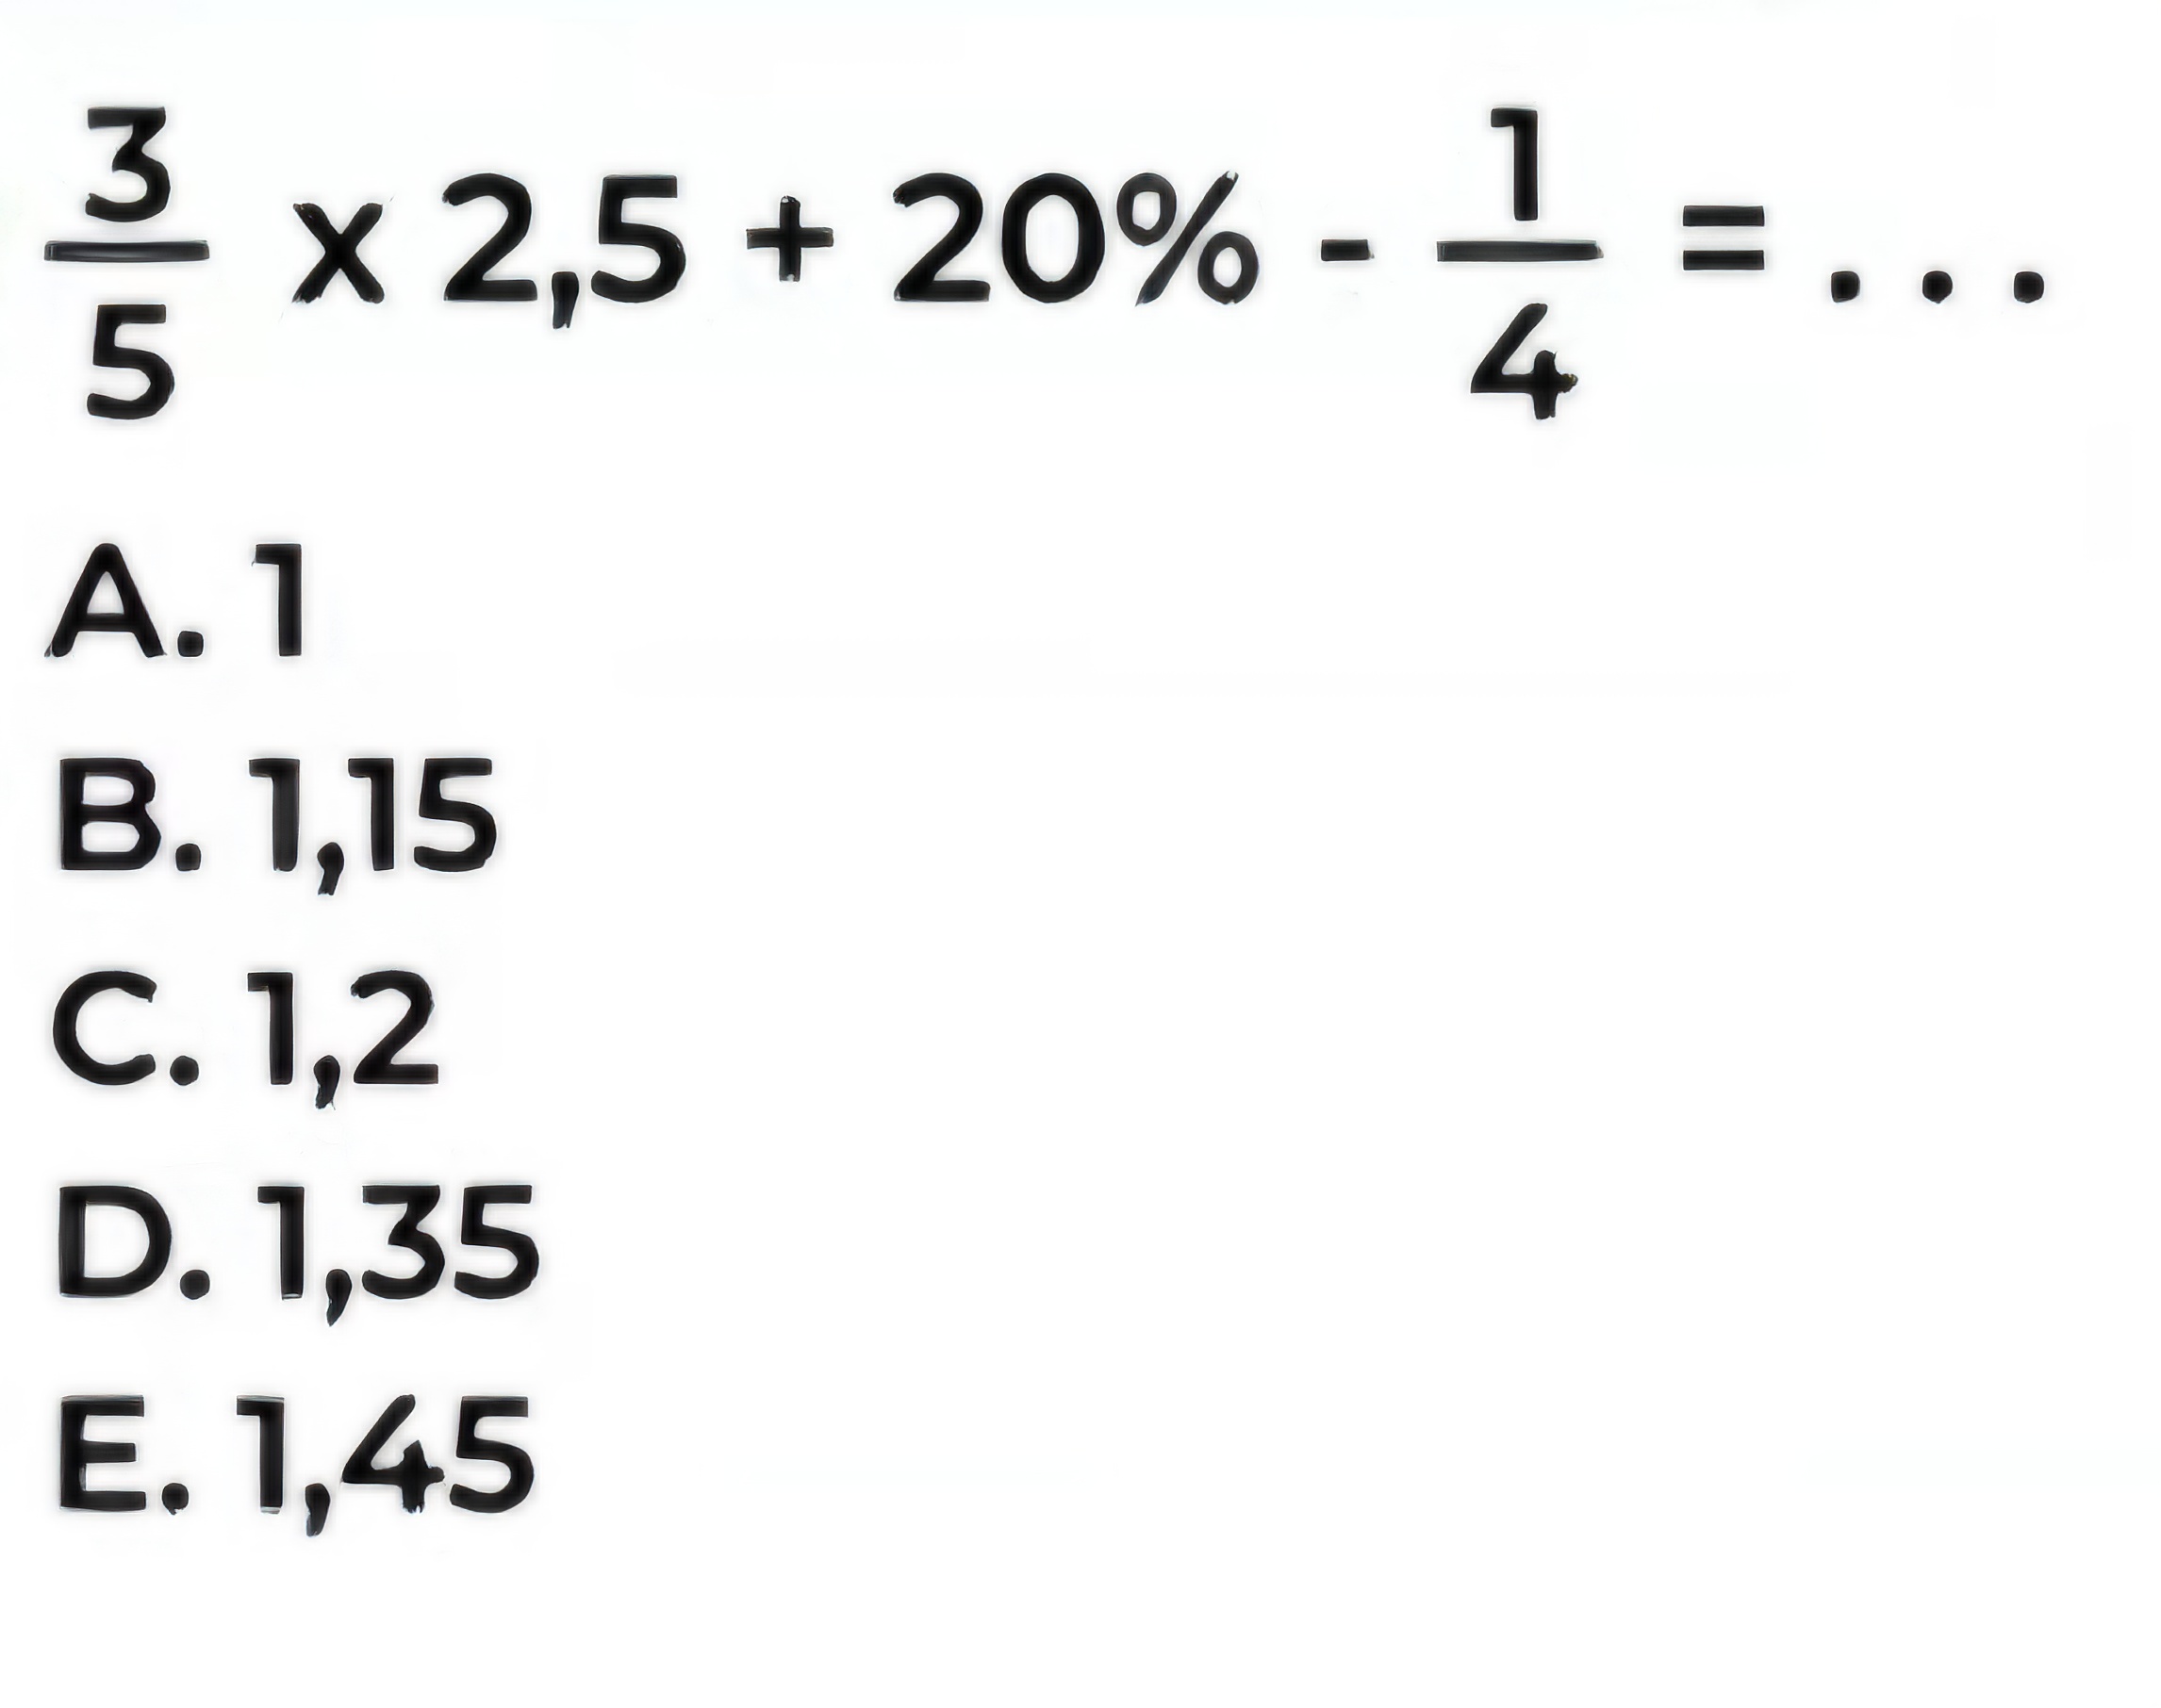 3/5 x 2,5 + 20% - 1/4 = . . .
A. 1
B. 1,15
C. 1,2
D. 1,35
E. 1,45